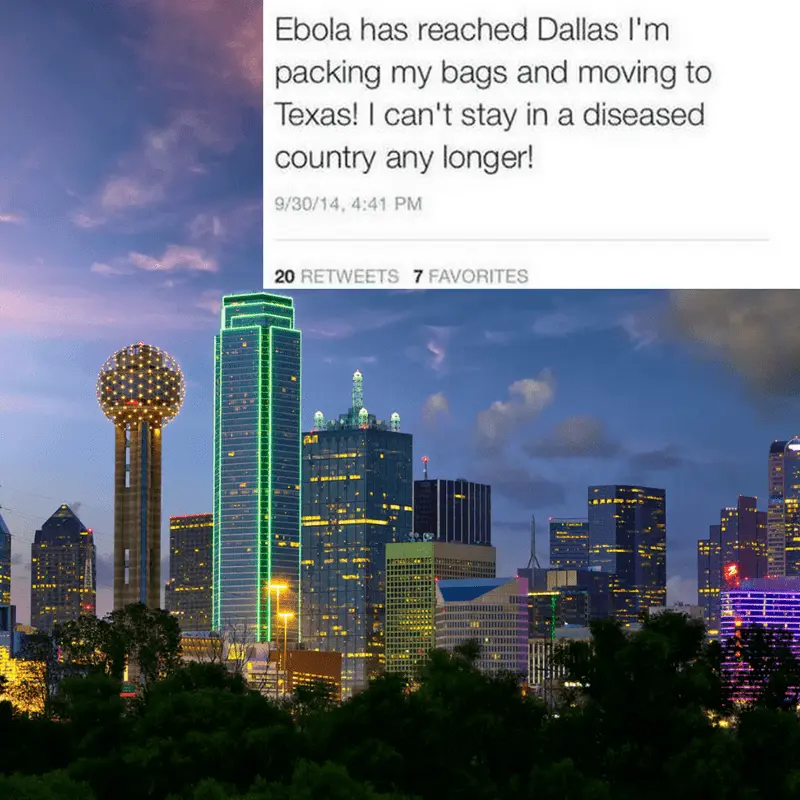 Ebola has reached Dallas I'm
packing my bags and moving to
Texas! I can't stay in a diseased
country any longer!
9/30/14, 4:41 PM
20 RETWEETS 7 FAVORITES